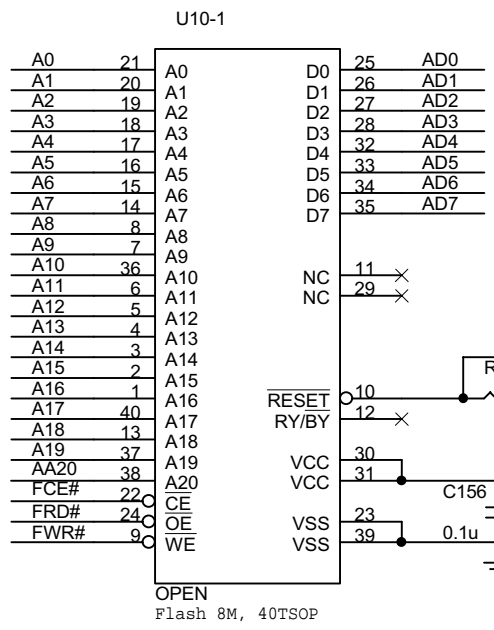 U10-1
A0 21 A0 D0 25 AD0
A1 20 A1 D1 26 AD1
A2 19 A2 D2 27 AD2
A3 18 A3 D3 28 AD3
A4 17 A4 D4 32 AD4
A5 16 A5 D5 33 AD5
A6 15 A6 D6 34 AD6
A7 14 A7 D7 35 AD7
A8 8 A8
A9 7 A9
A10 36 A10 NC 11
A11 6 A11 NC 29
A12 5 A12
A13 4 A13
A14 3 A14
A15 2 A15 R
A16 1 A16 RESET 10
A17 40 A17 RY/BY 12
A18 13 A18
A19 37 A19 VCC 30
AA20 38 A20 VCC 31
FCE# 22 CE C156
FRD# 24 OE VSS 23
FWR# 9 WE VSS 39 0.1u
OPEN
Flash 8M, 40TSOP